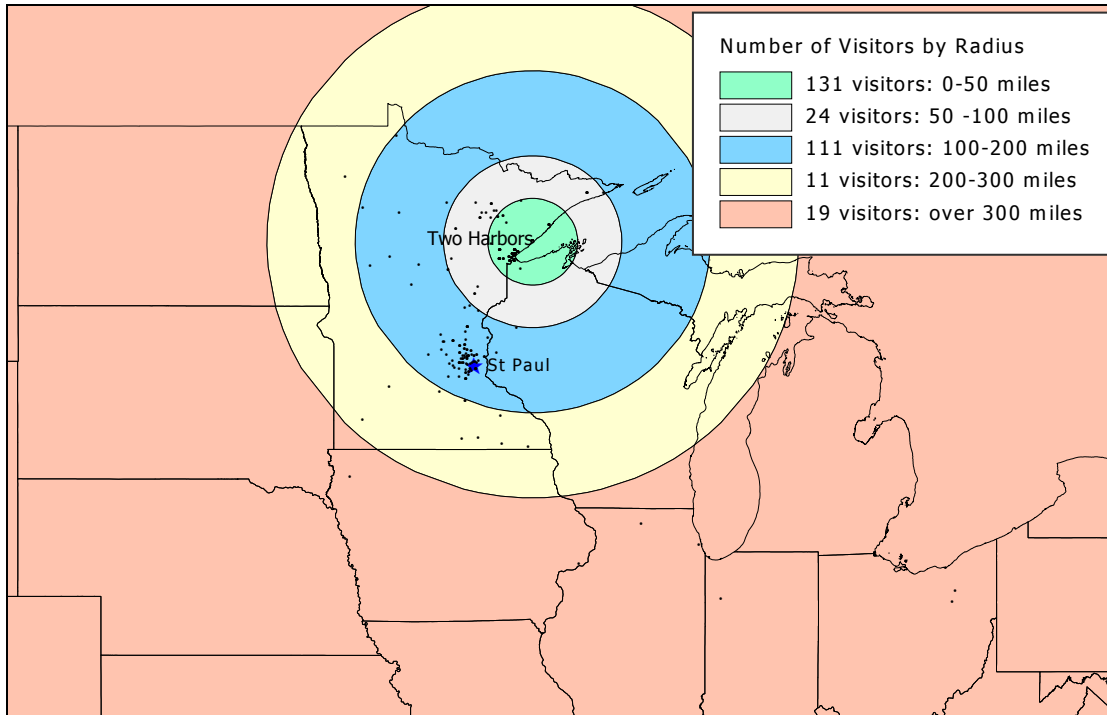 Number of Visitors by Radius
131 visitors: 0-50 miles
24 visitors: 50 -100 miles
111 visitors: 100-200 miles
11 visitors: 200-300 miles
19 visitors: over 300 miles
Two Harbors
St Paul